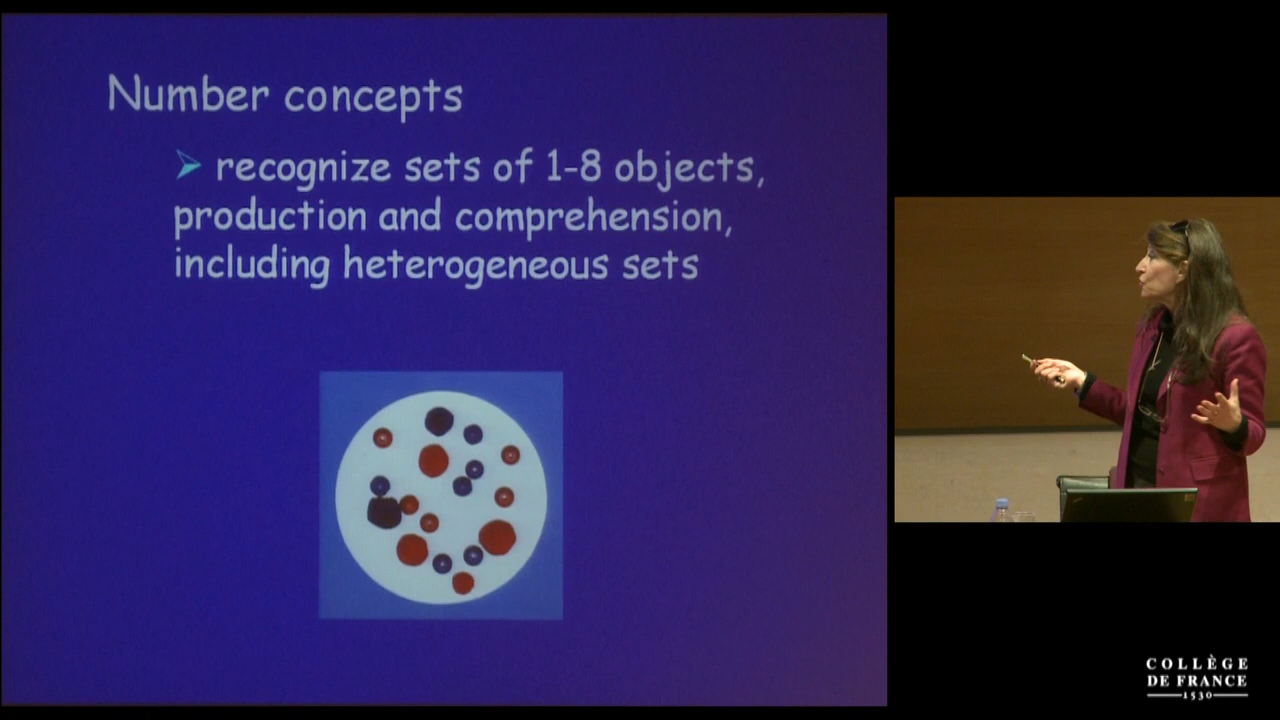 Number concepts
➢ recognize sets of 1-8 objects,
production and comprehension,
including heterogeneous sets
COLLÈGE
DE FRANCE
1530